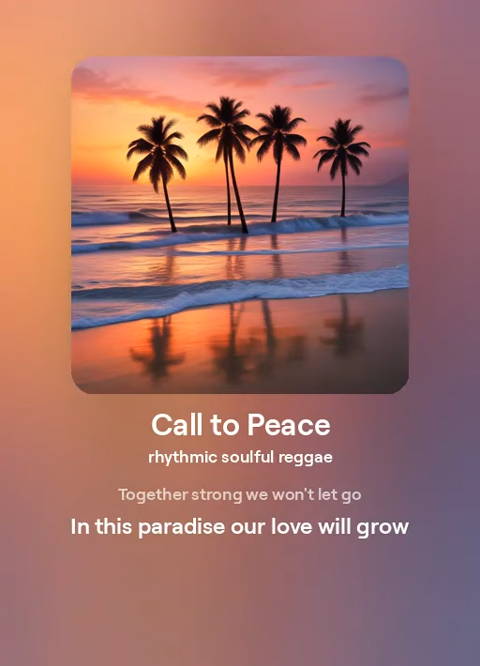 Call to Peace
rhythmic soulful reggae
Together strong we won't let go
In this paradise our love will grow